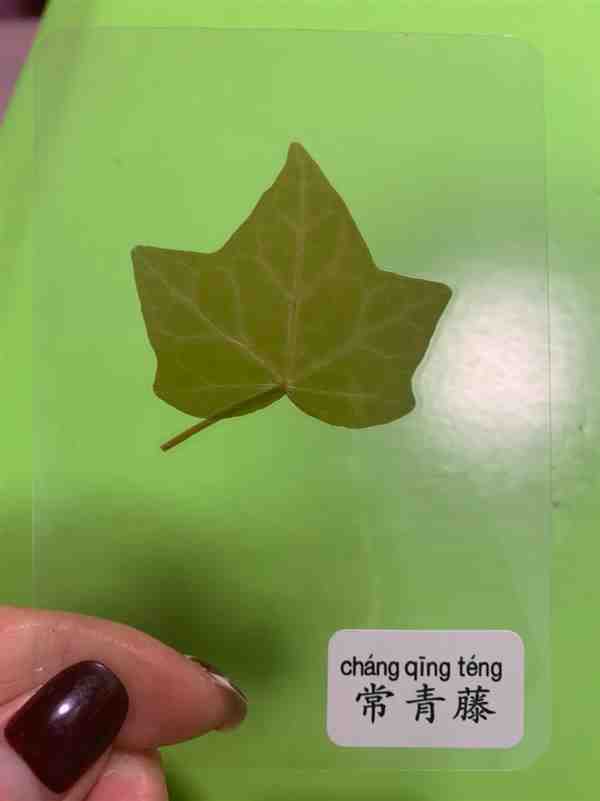 cháng qīng téng
常青藤